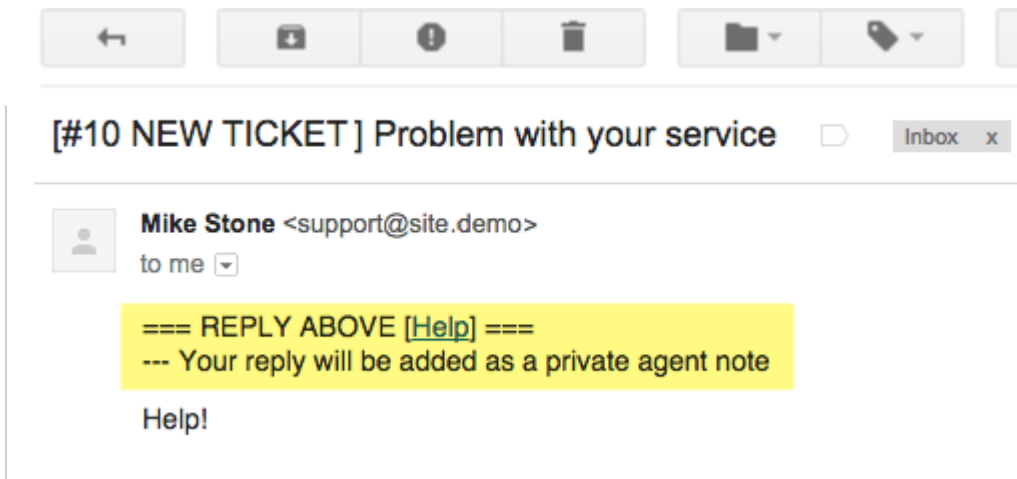 [#10 NEW TICKET] Problem with your service Inbox x
Mike Stone <support@site.demo>
to me
=== REPLY ABOVE [Help] ===
--- Your reply will be added as a private agent note
Help!